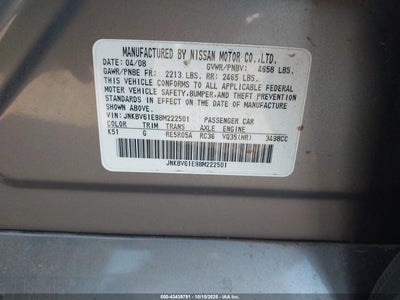 MANUFACTURED BY NISSAN MOTOR CO.,LTD.
DATE: 04/08 GVWR/PNBV: 4658 LBS.
GAWR/PNBE FR: 2213 LBS. RR: 2465 LBS.
THIS VEHICLE CONFORMS TO ALL APPLICABLE FEDERAL
MOTOR VEHICLE SAFETY,BUMPER,AND THEFT PREVENTION
STANDARDS IN EFFECT ON THE DATE OF MANUFACTURE
SHOWN ABOVE.
VIN: JNKBV61E98M222501 PASSENGER CAR
COLOR TRIM TRANS AXLE ENGINE
K51 G RE5R05A RC36 VQ35(HR) 3498CC
JNKBV61E98M222501
000-43439791 - 10/15/2025 - IAAI.COM